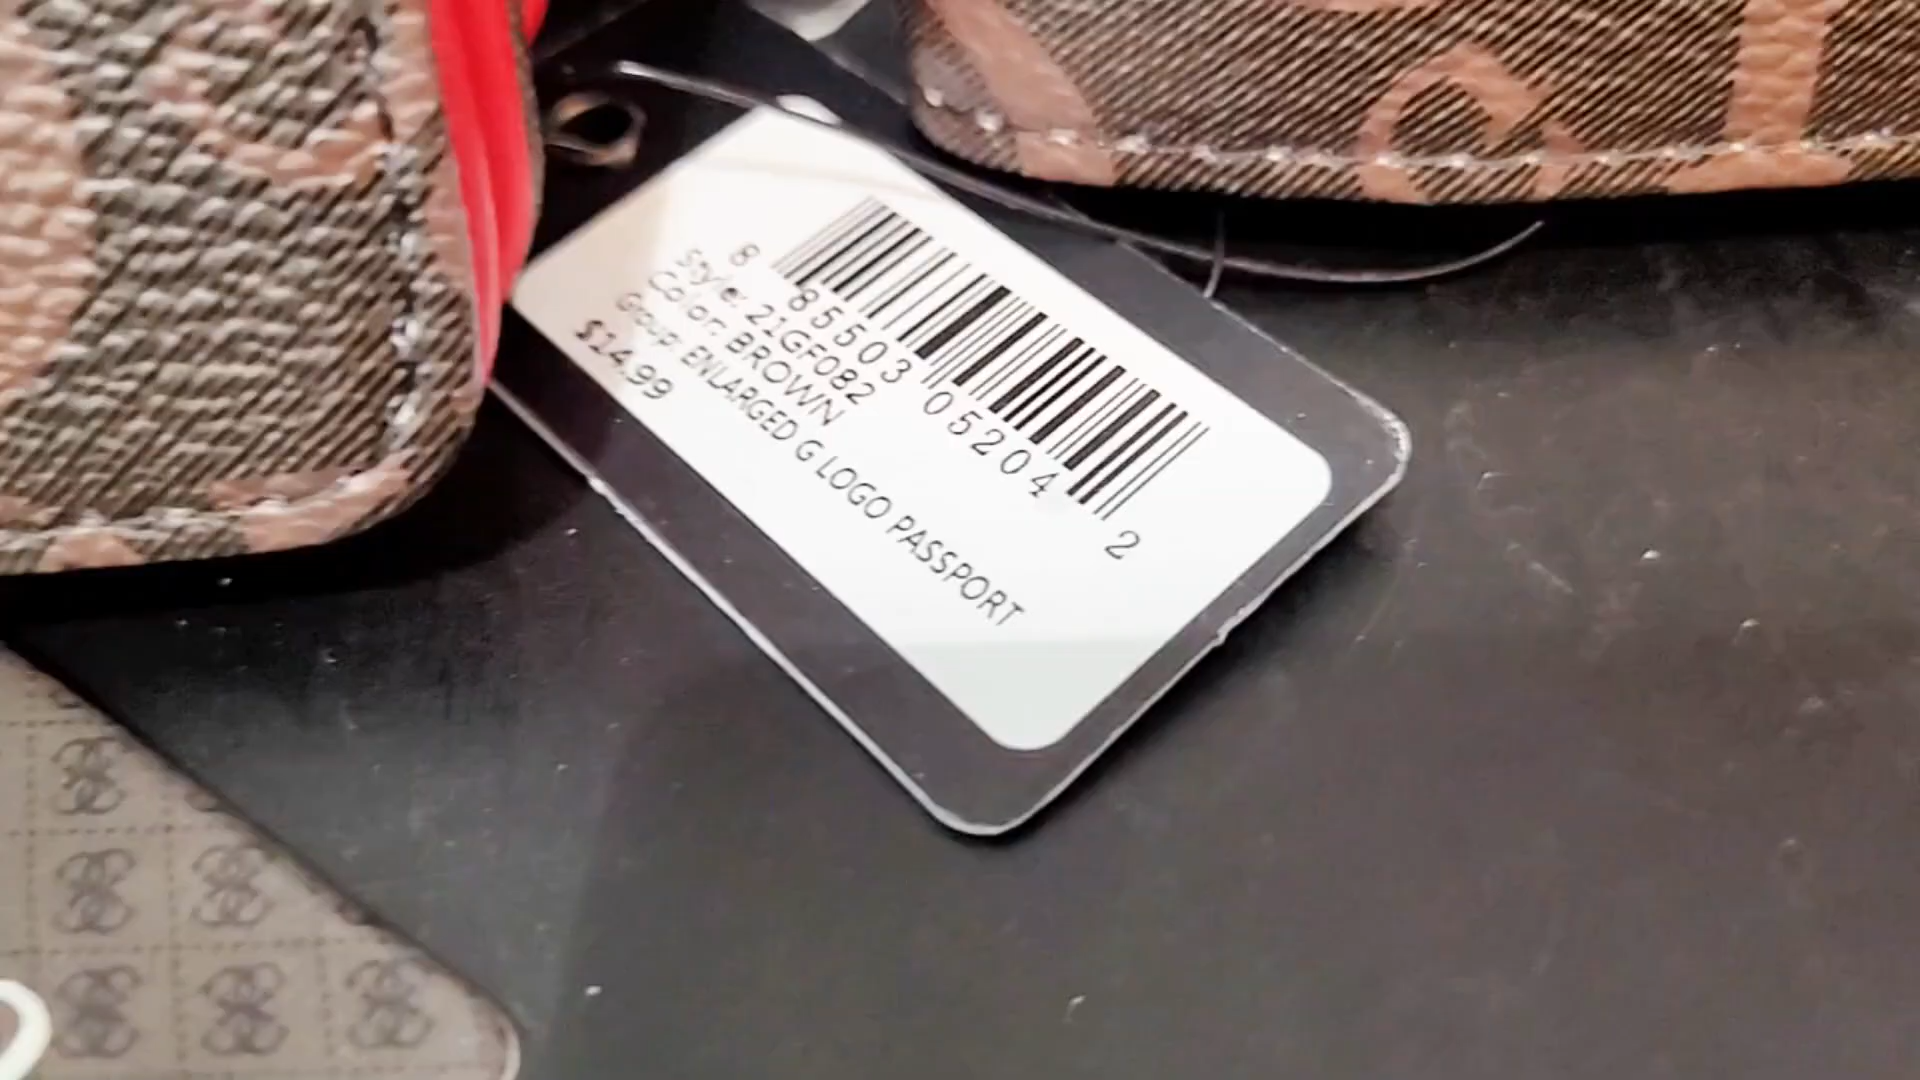 8 85503 05204 2
Style: 21GF082
Color: BROWN
Group: ENLARGED G LOGO PASSPORT
$14.99